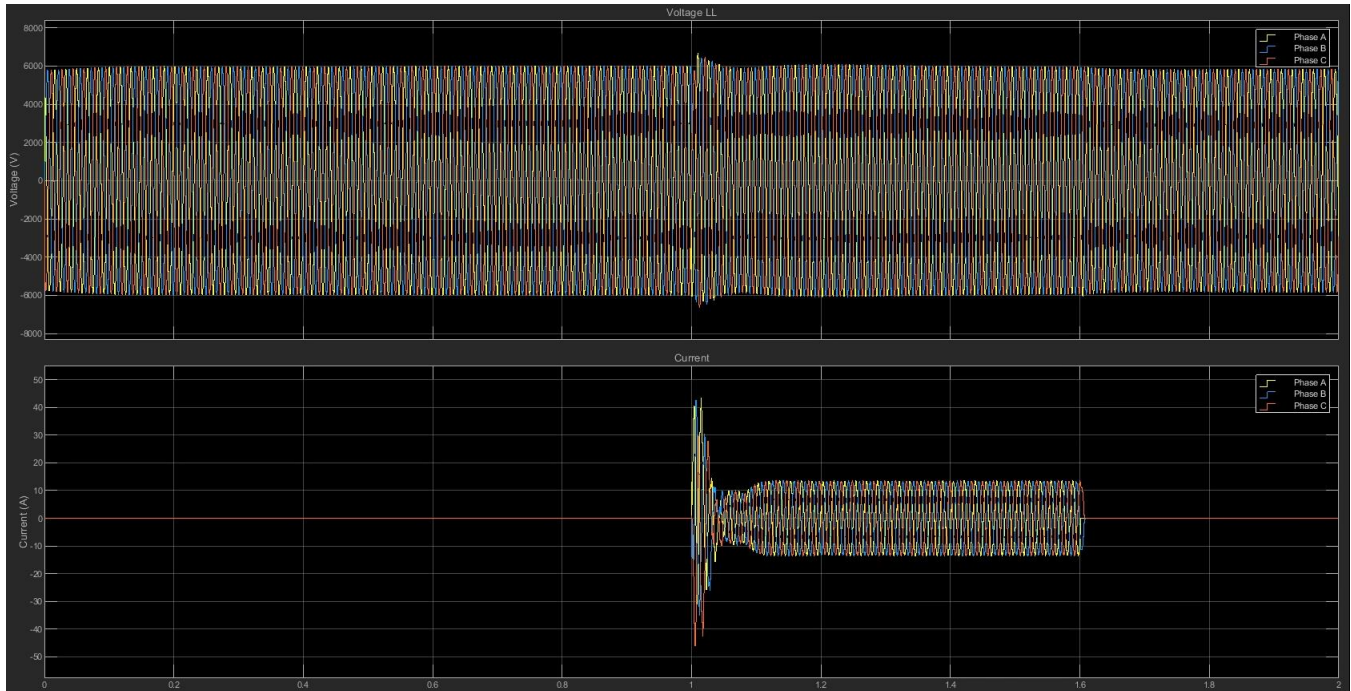 Voltage LL
8000
6000
4000
2000
0
-2000
-4000
-6000
-8000
Voltage (V)
Phase A
Phase B
Phase C
Current
50
40
30
20
10
0
-10
-20
-30
-40
-50
Current (A)
Phase A
Phase B
Phase C
0 0.2 0.4 0.6 0.8 1 1.2 1.4 1.6 1.8 2